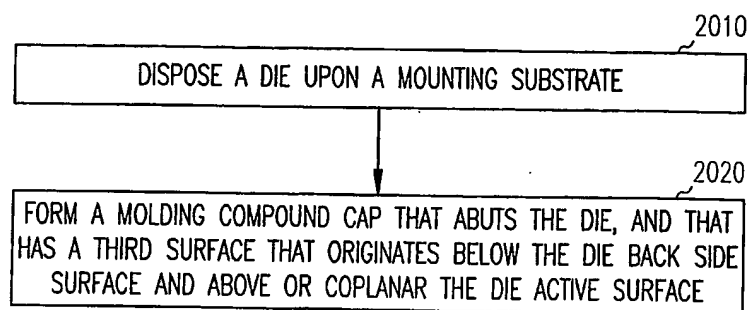 2010
DISPOSE A DIE UPON A MOUNTING SUBSTRATE
2020
FORM A MOLDING COMPOUND CAP THAT ABUTS THE DIE, AND THAT
HAS A THIRD SURFACE THAT ORIGINATES BELOW THE DIE BACK SIDE
SURFACE AND ABOVE OR COPLANAR THE DIE ACTIVE SURFACE